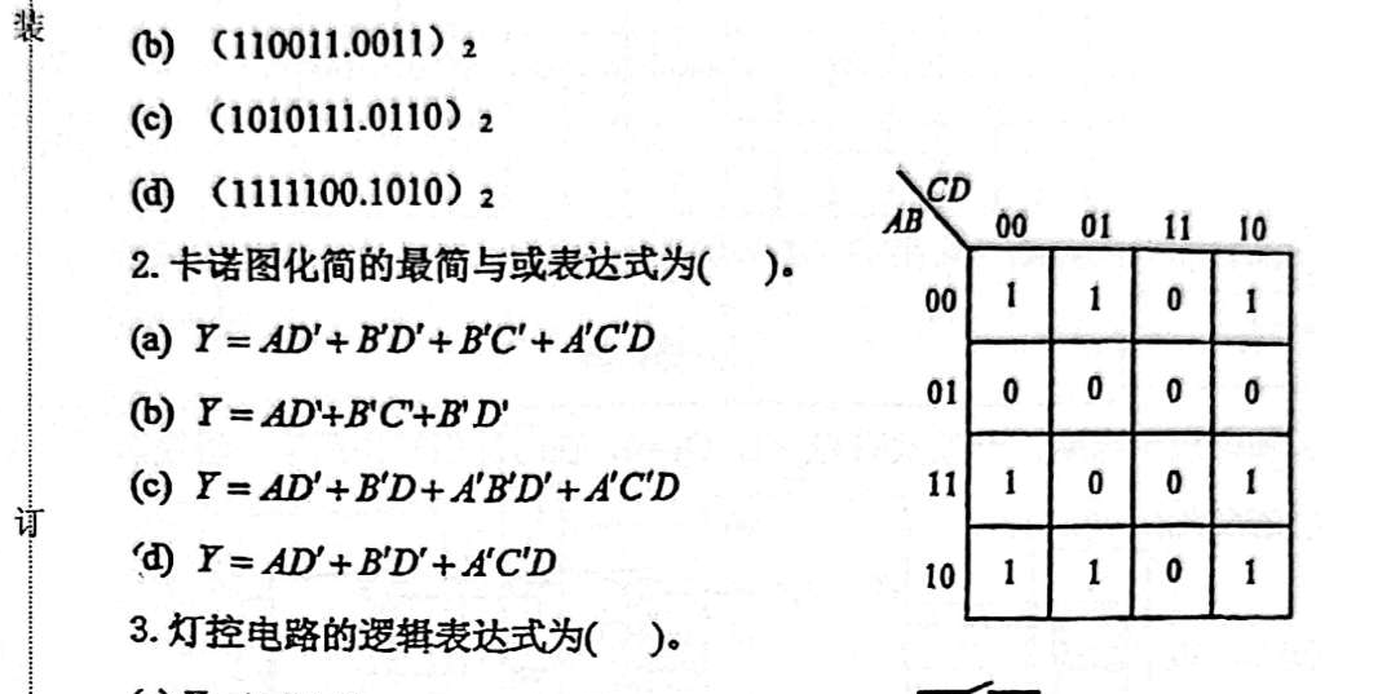 装
(b) (110011.0011)₂
(c) (1010111.0110)₂
(d) (1111100.1010)₂
2. 卡诺图化简的最简与或表达式为( )。
(a) Y = AD′ + B′D′ + B′C′ + A′C′D
(b) Y = AD'+B'C'+B'D'
(c) Y = AD′ + B′D + A′B′D′ + A′C′D
(d) Y = AD′ + B′D′ + A′C′D
订
3. 灯控电路的逻辑表达式为( )。
CD
AB 00 01 11 10
00 1 1 0 1
01 0 0 0 0
11 1 0 0 1
10 1 1 0 1